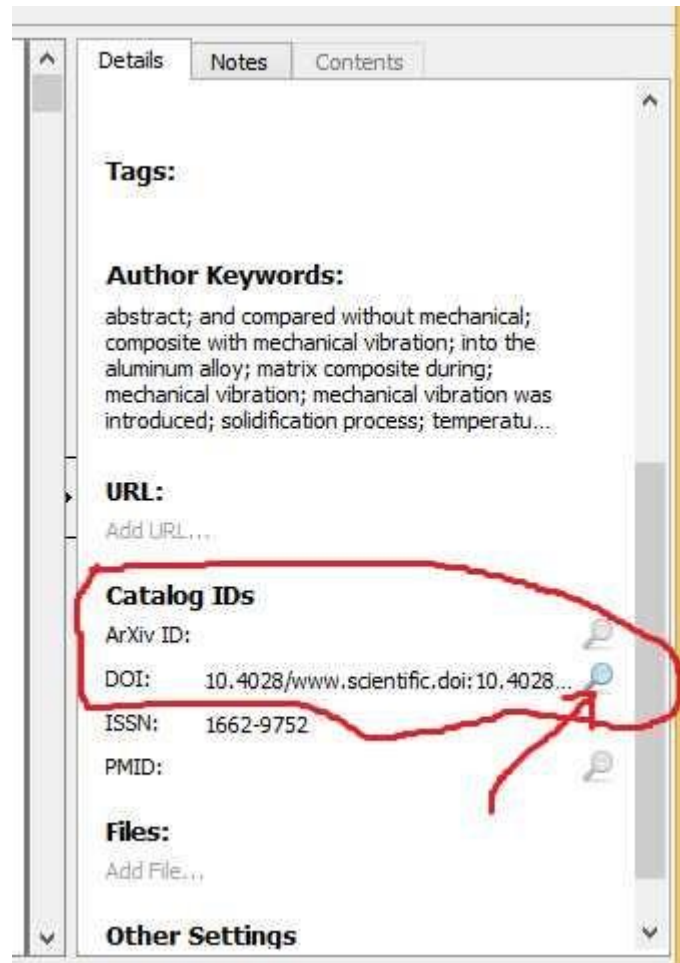 Details Notes Contents
Tags:
Author Keywords:
abstract; and compared without mechanical;
composite with mechanical vibration; into the
aluminum alloy; matrix composite during;
mechanical vibration; mechanical vibration was
introduced; solidification process; temperatu...
URL:
Add URL...
Catalog IDs
ArXiv ID:
DOI: 10.4028/www.scientific.doi:10.4028...
ISSN: 1662-9752
PMID:
Files:
Add File...
Other Settings